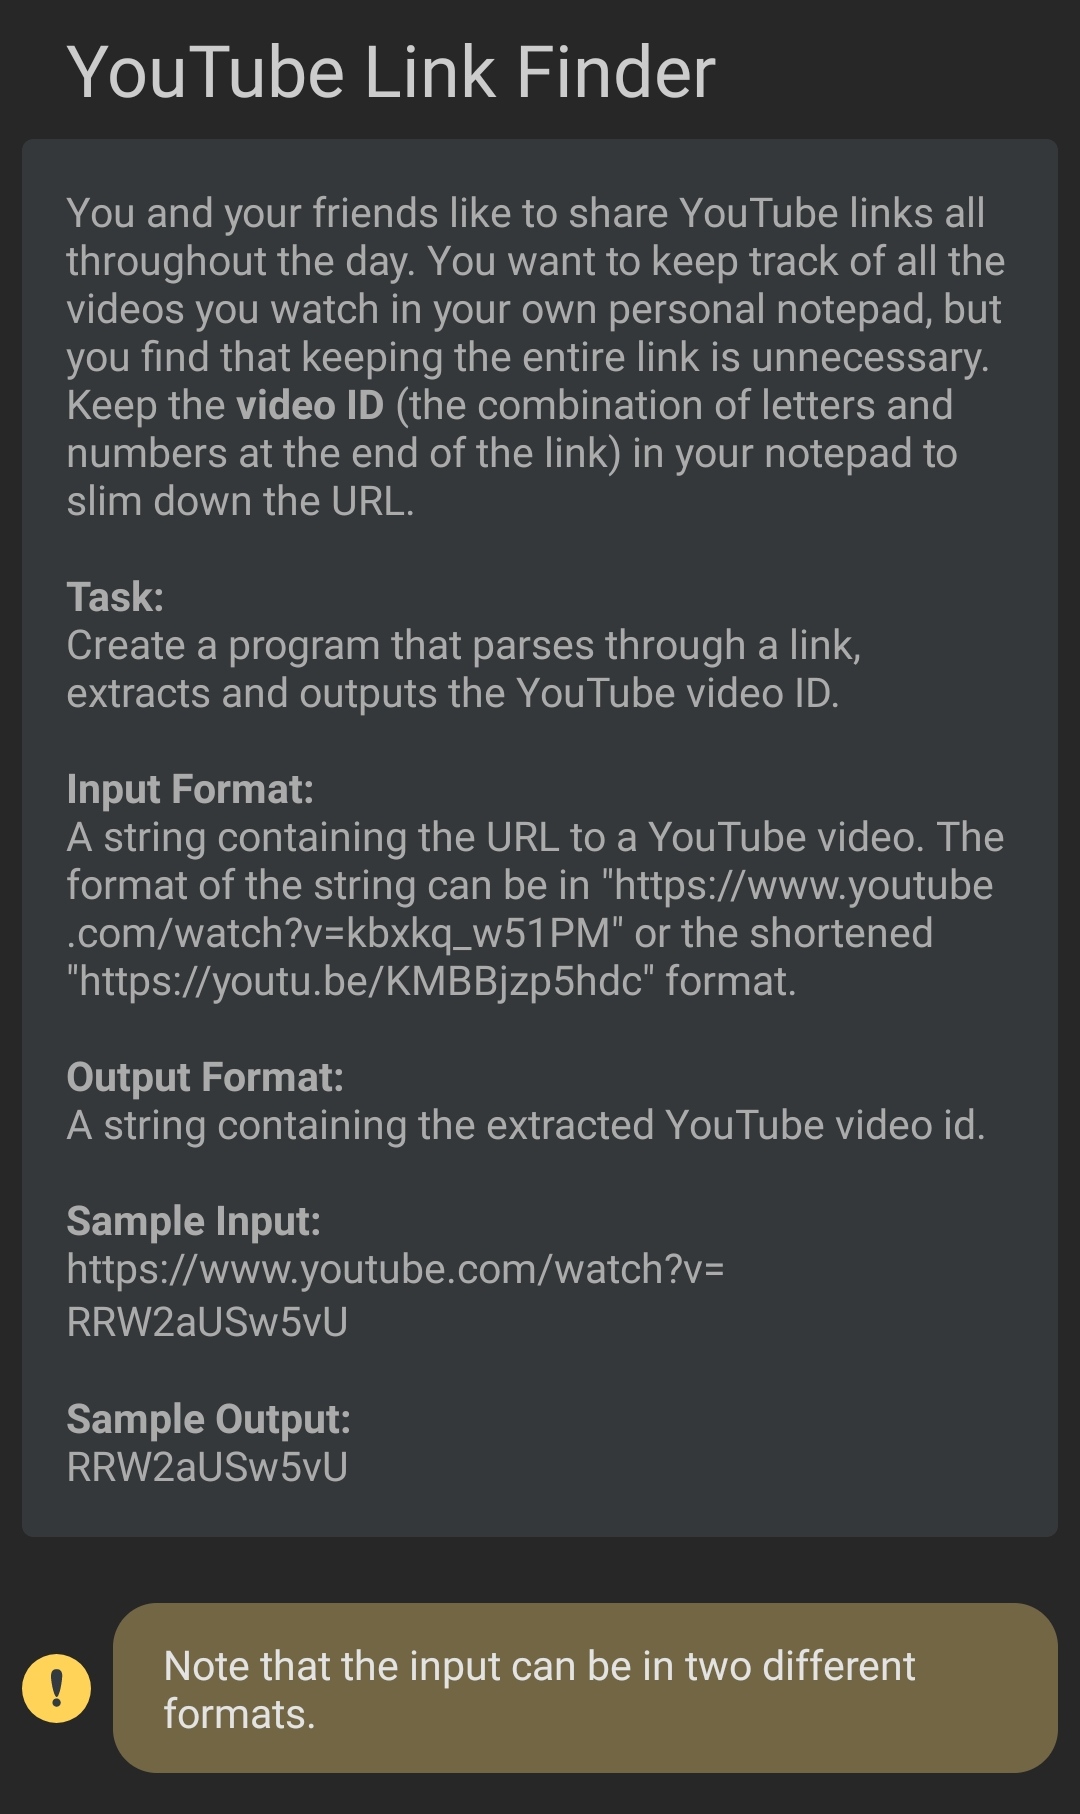 YouTube Link Finder
You and your friends like to share YouTube links all
throughout the day. You want to keep track of all the
videos you watch in your own personal notepad, but
you find that keeping the entire link is unnecessary.
Keep the video ID (the combination of letters and
numbers at the end of the link) in your notepad to
slim down the URL.
Task:
Create a program that parses through a link,
extracts and outputs the YouTube video ID.
Input Format:
A string containing the URL to a YouTube video. The
format of the string can be in "https://www.youtube
.com/watch?v=kbxkq_w51PM" or the shortened
"https://youtu.be/KMBBjzp5hdc" format.
Output Format:
A string containing the extracted YouTube video id.
Sample Input:
https://www.youtube.com/watch?v=
RRW2aUSw5vU
Sample Output:
RRW2aUSw5vU
Note that the input can be in two different
formats.